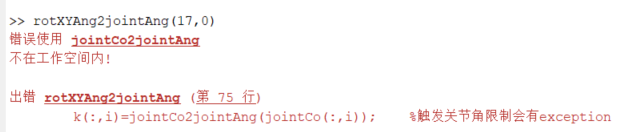 >> rotXYAng2jointAng(17,0)
错误使用 jointCo2jointAng
不在工作空间内!
出错 rotXYAng2jointAng (第 75 行)
k(:,i)=jointCo2jointAng(jointCo(:,i)); %触发关节角限制会有exception